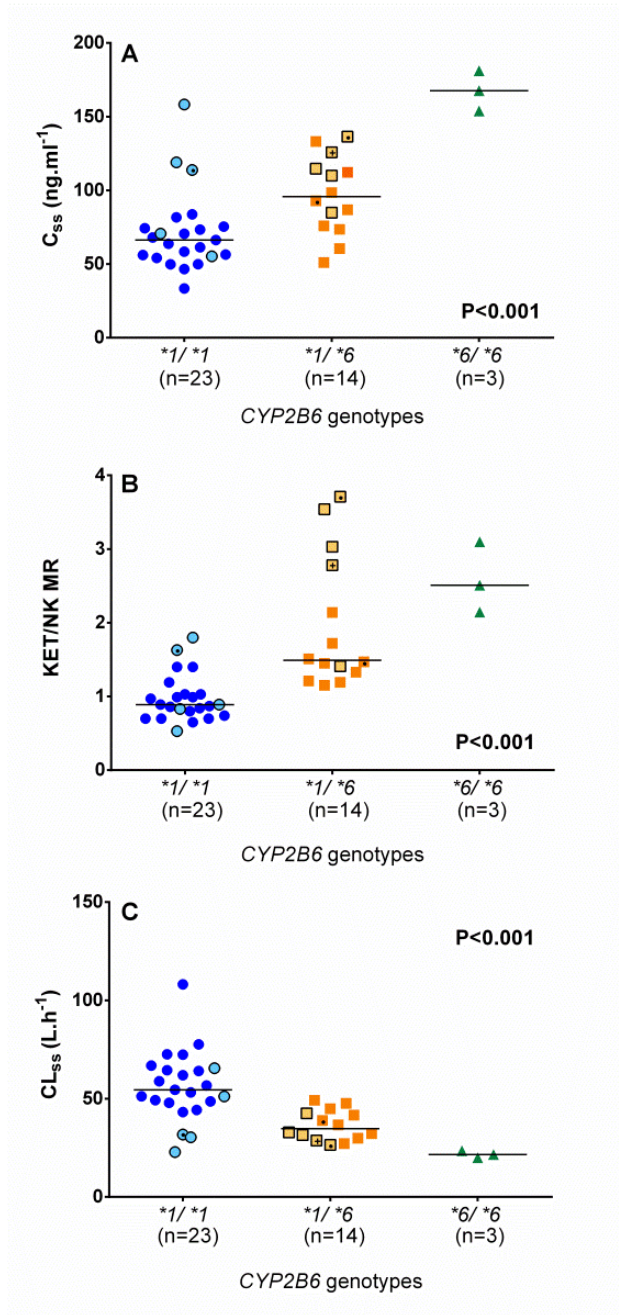 A
200
150
100
50
0
Css (ng.ml-1)
P<0.001
*1/ *1 *1/ *6 *6/ *6
(n=23) (n=14) (n=3)
CYP2B6 genotypes
B
4
3
2
1
0
KET/NK MR
P<0.001
*1/ *1 *1/ *6 *6/ *6
(n=23) (n=14) (n=3)
CYP2B6 genotypes
C
150
100
50
0
CLss (L.h-1)
P<0.001
*1/ *1 *1/ *6 *6/ *6
(n=23) (n=14) (n=3)
CYP2B6 genotypes